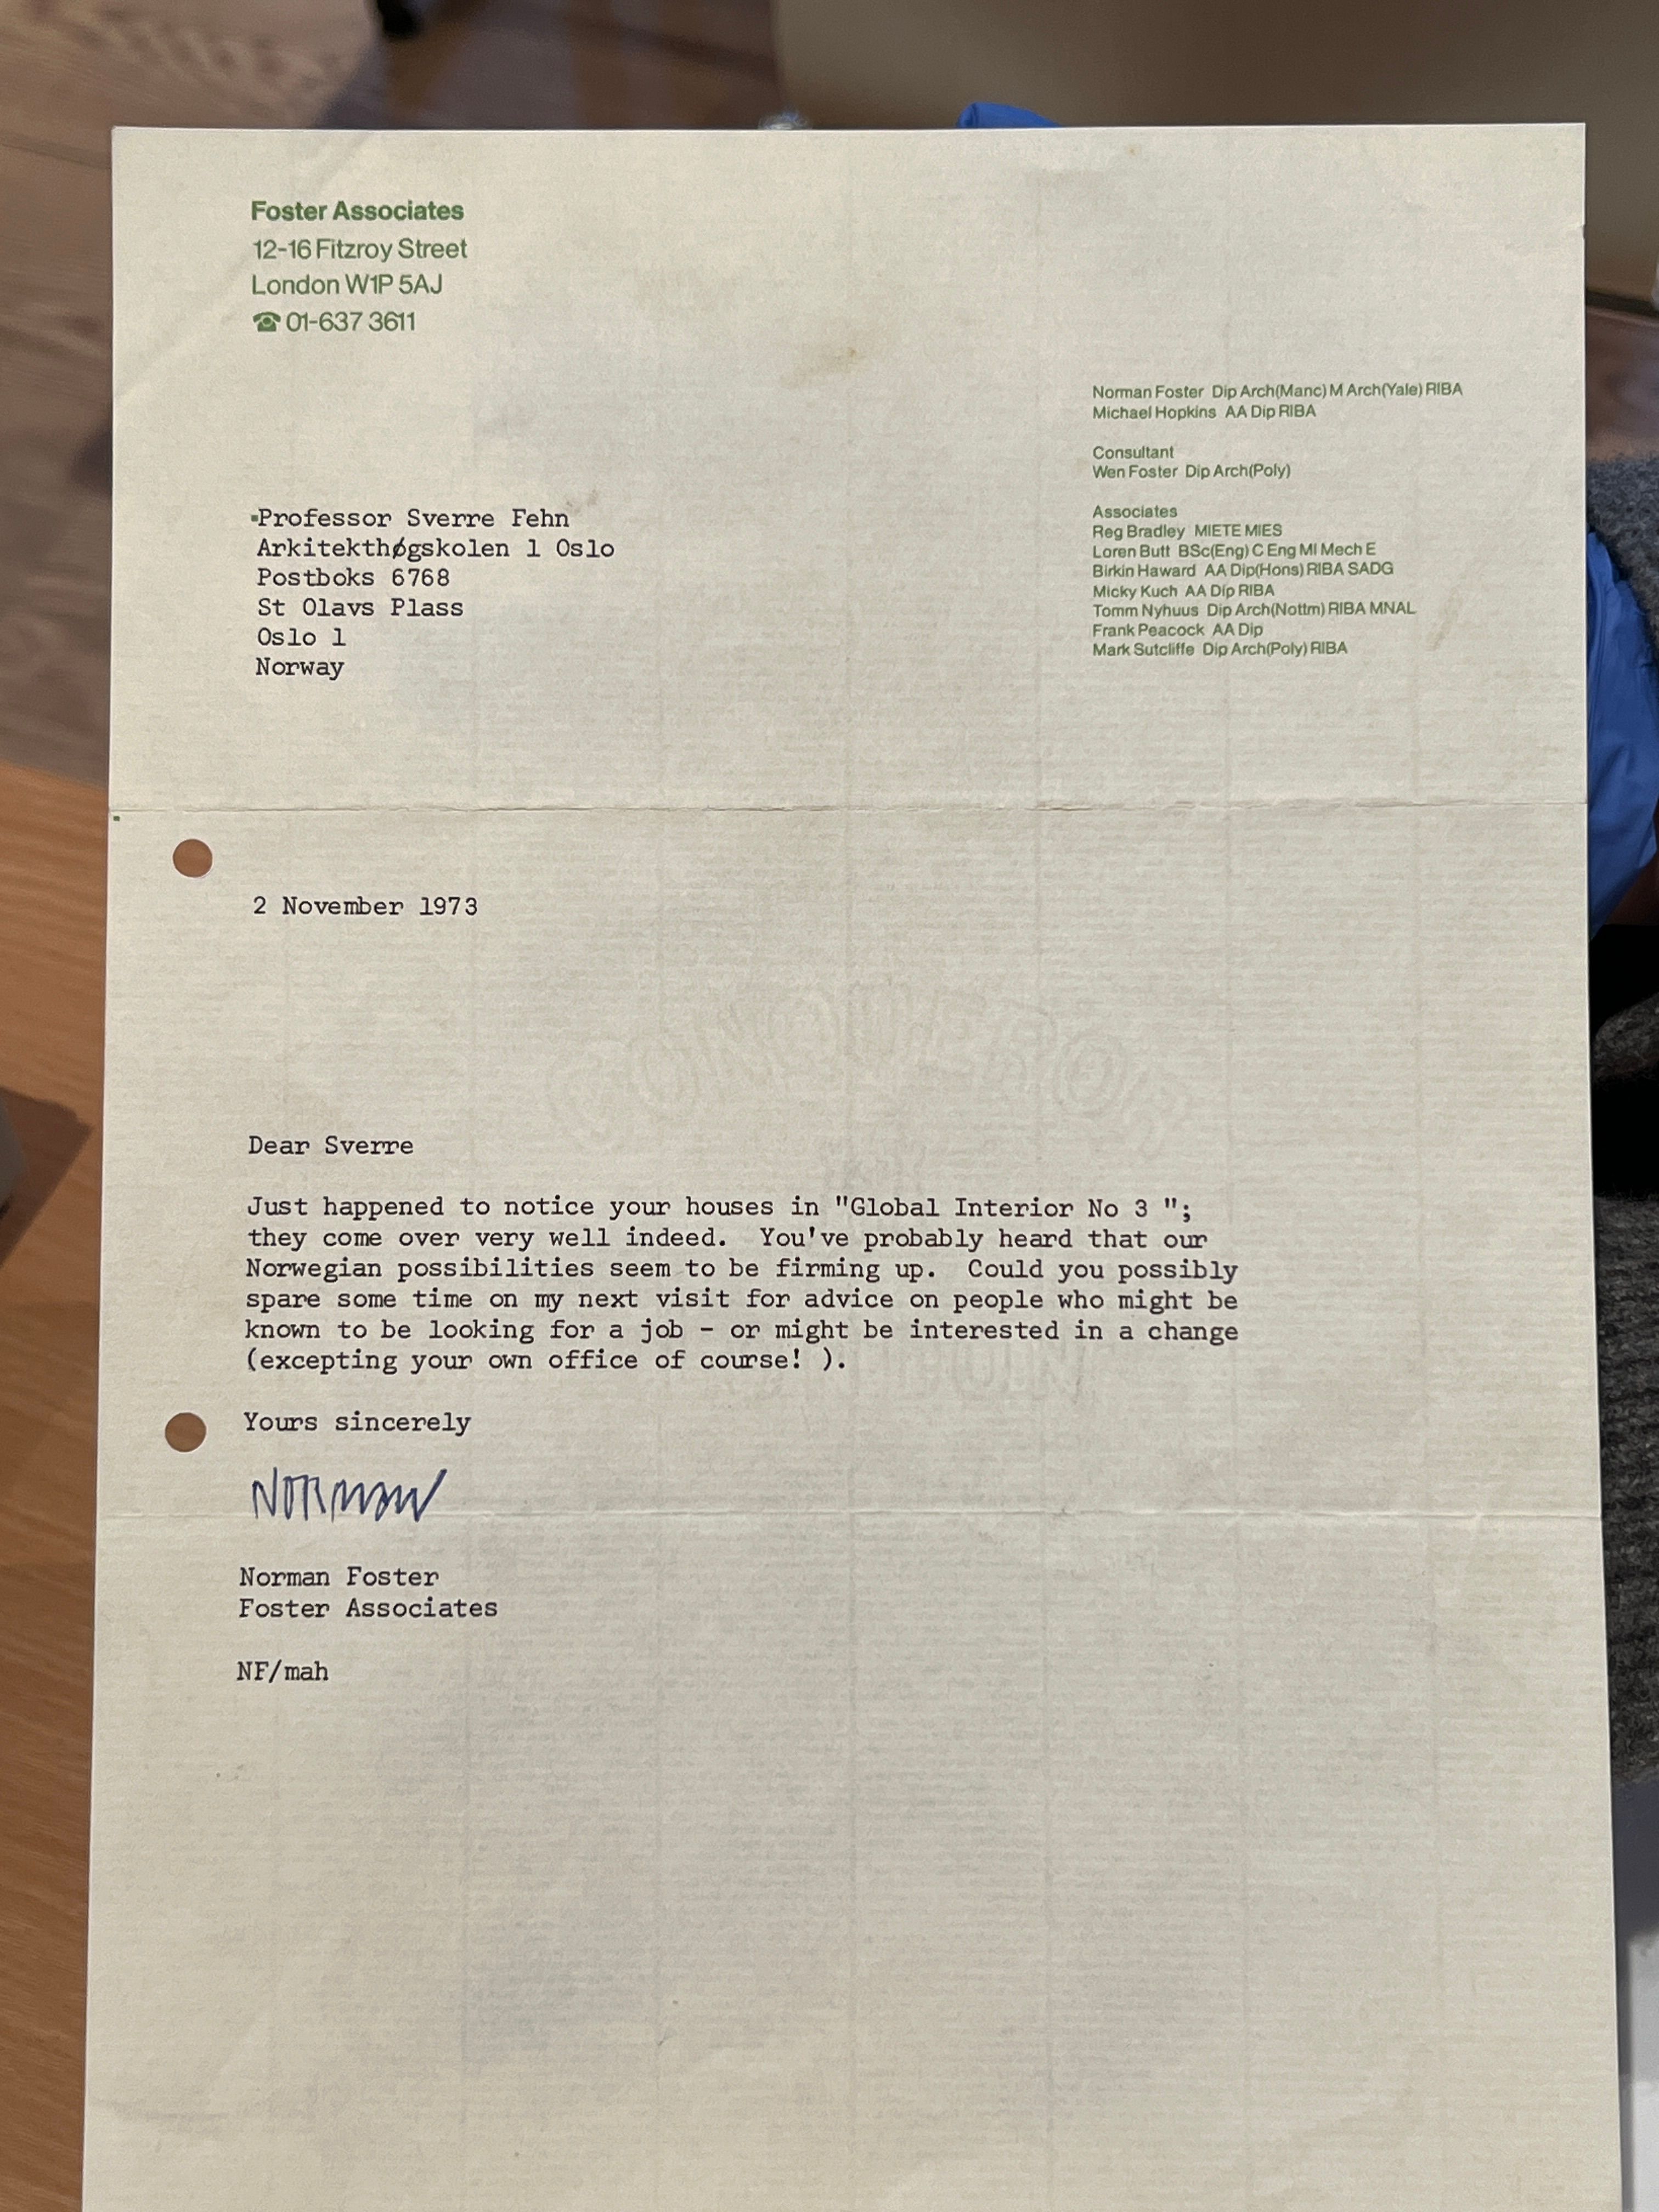 Foster Associates
12-16 Fitzroy Street
London W1P 5AJ
☎ 01-637 3611
Norman Foster Dip Arch(Manc) M Arch(Yale) RIBA
Michael Hopkins AA Dip RIBA
Consultant
Wen Foster Dip Arch(Poly)
Associates
Reg Bradley MIETE MIES
Loren Butt BSc(Eng) C Eng MI Mech E
Birkin Haward AA Dip(Hons) RIBA SADG
Micky Kuch AA Dip RIBA
Tomm Nyhuus Dip Arch(Nottm) RIBA MNAL
Frank Peacock AA Dip
Mark Sutcliffe Dip Arch(Poly) RIBA
Professor Sverre Fehn
Arkitekthøgskolen l Oslo
Postboks 6768
St Olavs Plass
Oslo l
Norway
2 November 1973
CONQUEROR
Dear Sverre
Just happened to notice your houses in "Global Interior No 3 ";
they come over very well indeed. You've probably heard that our
Norwegian possibilities seem to be firming up. Could you possibly
spare some time on my next visit for advice on people who might be
known to be looking for a job - or might be interested in a change
(excepting your own office of course! ).
Yours sincerely
NORMAN
Norman Foster
Foster Associates
NF/mah